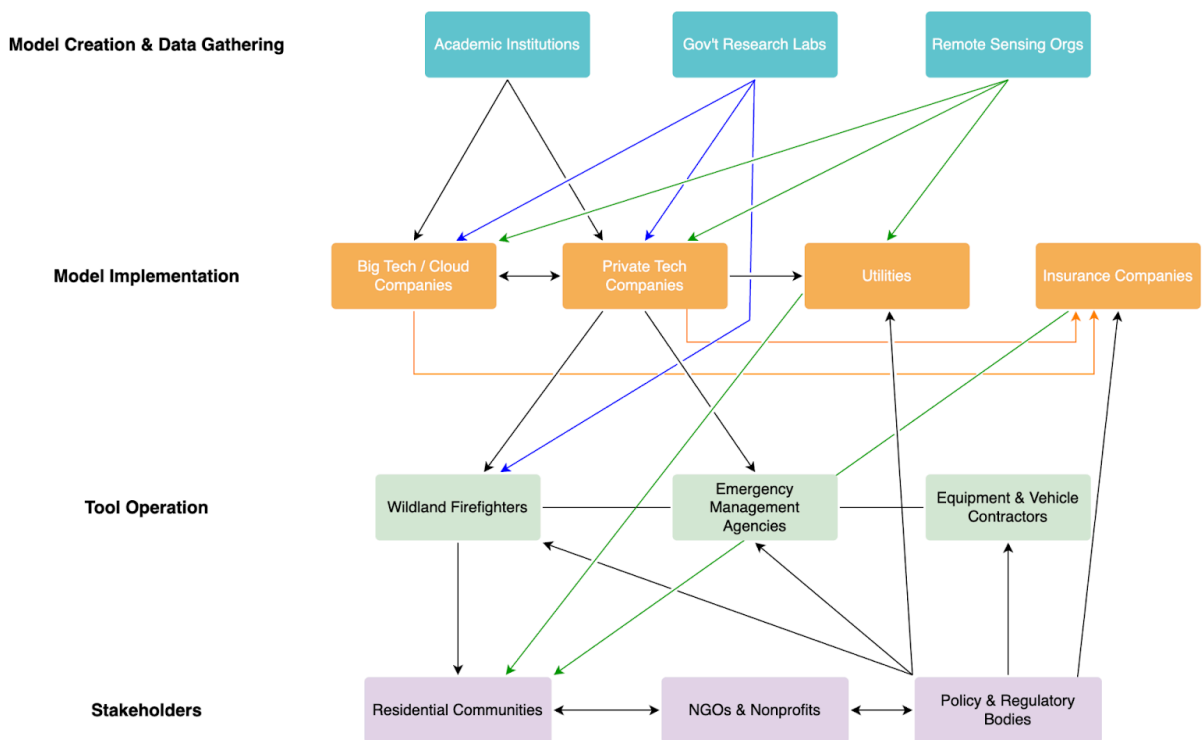 Model Creation & Data Gathering
Academic Institutions
Gov't Research Labs
Remote Sensing Orgs
Model Implementation
Big Tech / Cloud
Companies
Private Tech
Companies
Utilities
Insurance Companies
Tool Operation
Wildland Firefighters
Emergency
Management
Agencies
Equipment & Vehicle
Contractors
Stakeholders
Residential Communities
NGOs & Nonprofits
Policy & Regulatory
Bodies